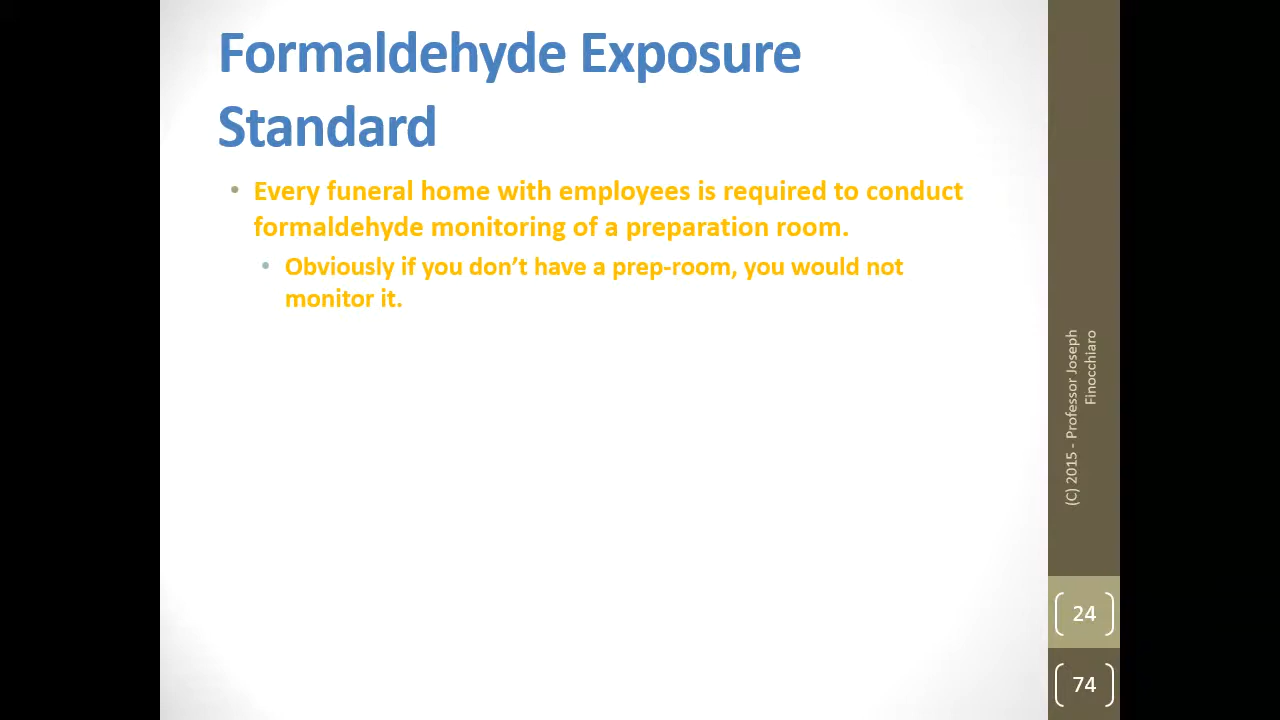 Formaldehyde Exposure
Standard
• Every funeral home with employees is required to conduct
formaldehyde monitoring of a preparation room.
• Obviously if you don’t have a prep-room, you would not
monitor it.
(C) 2015 - Professor Joseph
Finocchiaro
24
74